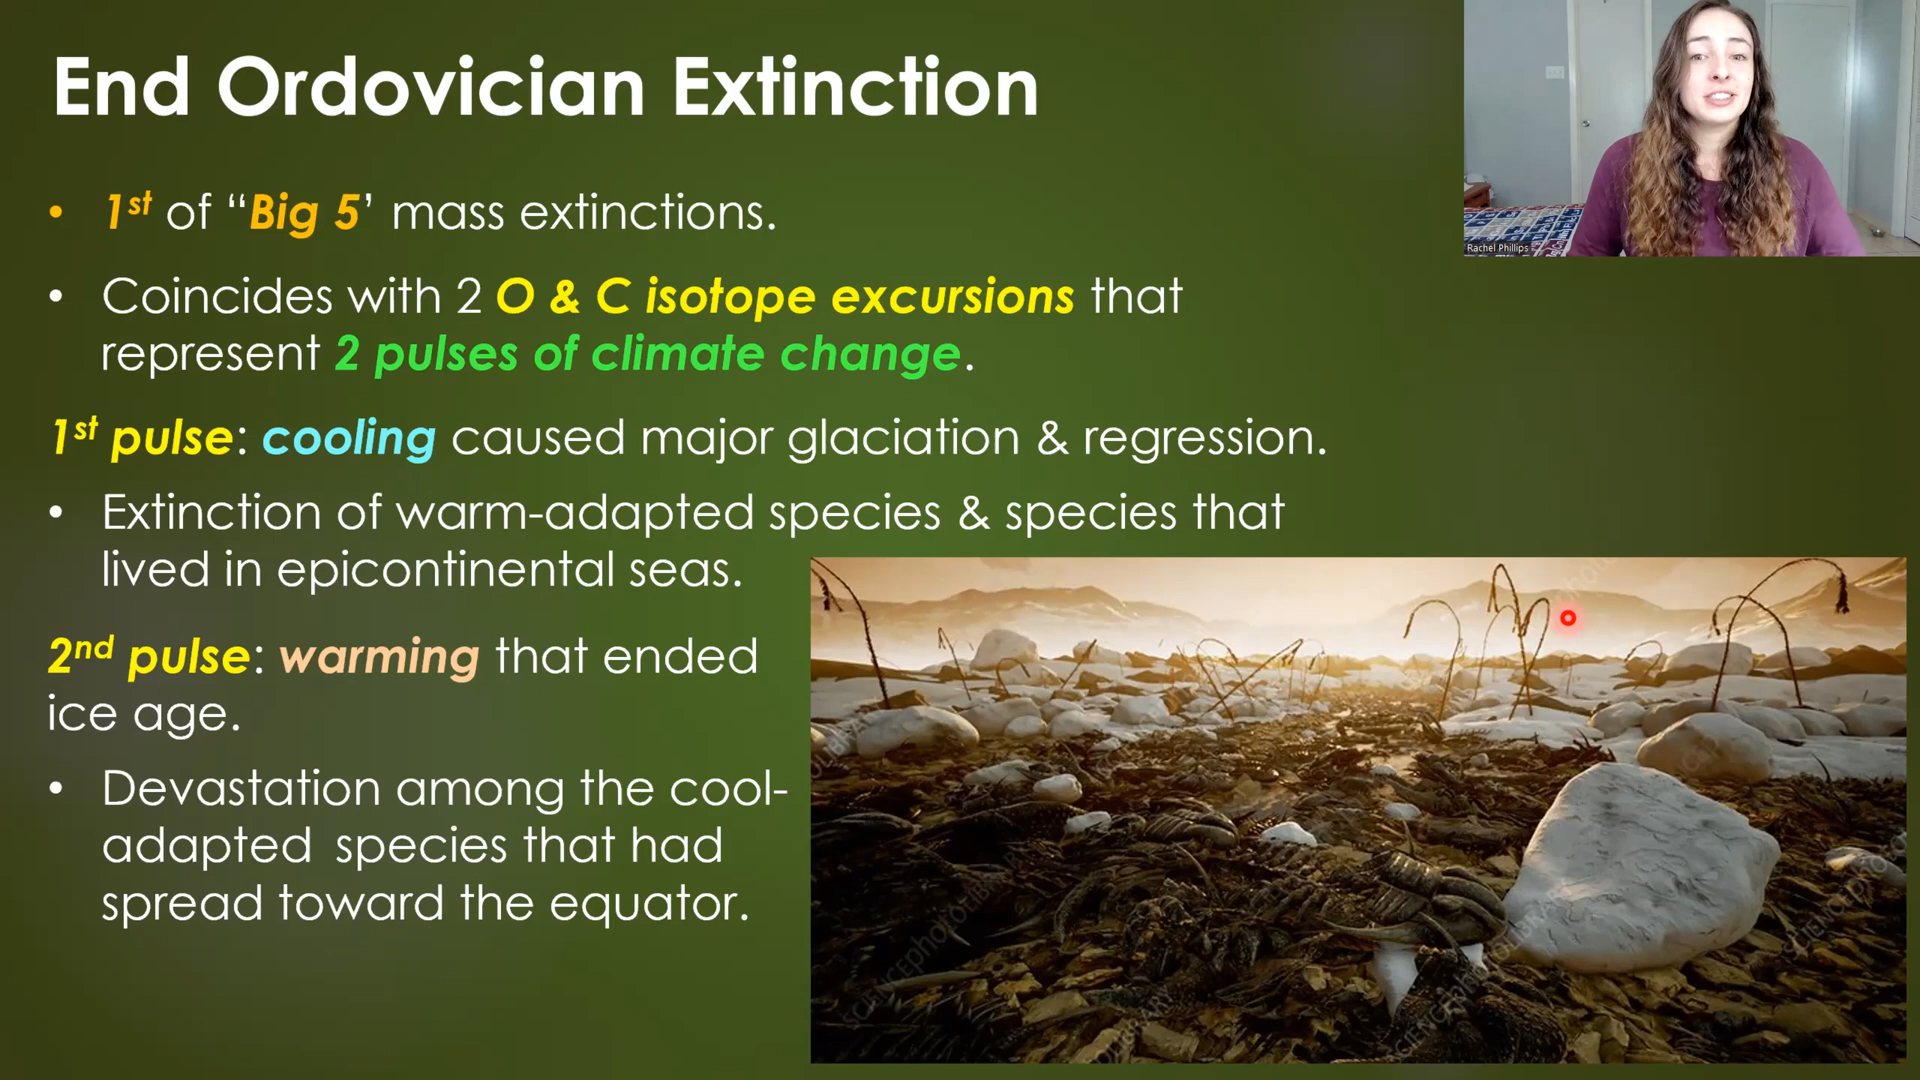 End Ordovician Extinction
Rachel Phillips
• 1st of “Big 5’ mass extinctions.
• Coincides with 2 O & C isotope excursions that
represent 2 pulses of climate change.
1st pulse: cooling caused major glaciation & regression.
• Extinction of warm-adapted species & species that
lived in epicontinental seas.
2nd pulse: warming that ended
ice age.
• Devastation among the cool-
adapted species that had
spread toward the equator.
SCIENCEPHOTOLIBRARY